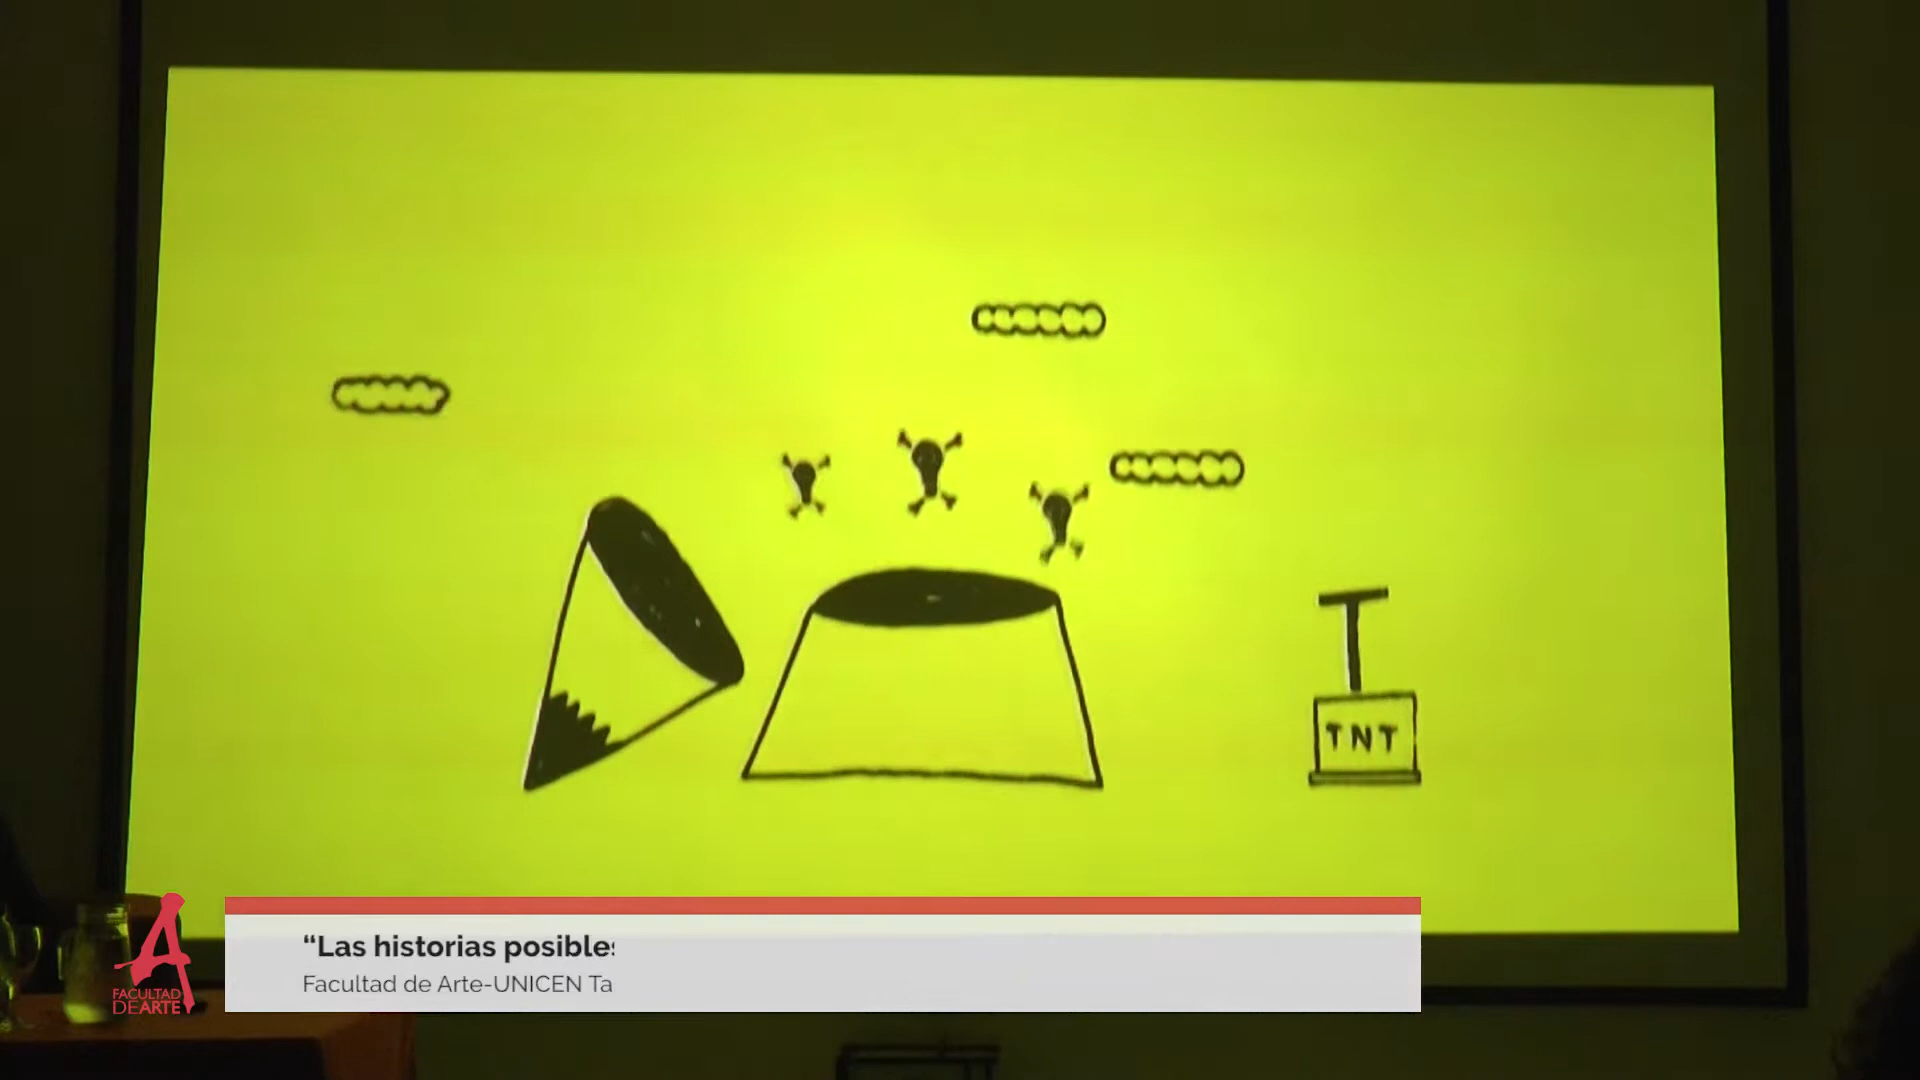 TNT
“Las historias posible
Facultad de Arte-UNICEN Ta
FACULTAD
DE ARTE